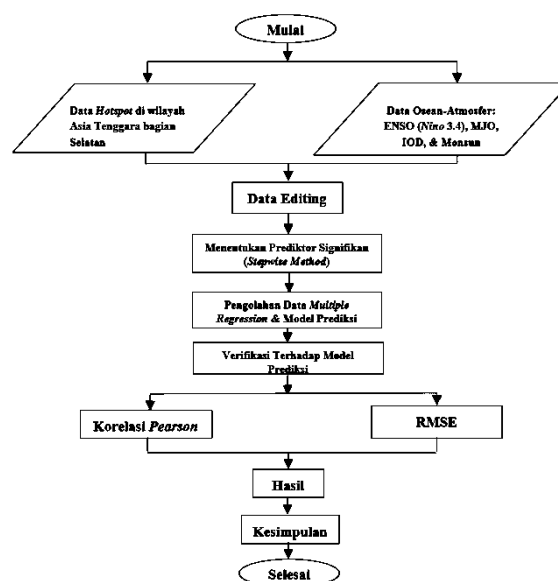 Mulai
Data Hotspot di wilayah
Asia Tenggara bagian
Selatan
Data Osean-Atmosfer:
ENSO (Nino 3.4), MJO,
IOD, & Monsun
Data Editing
Menentukan Prediktor Signifikan
(Stepwise Method)
Pengolahan Data Multiple
Regression & Model Prediksi
Verifikasi Terhadap Model
Prediksi
Korelasi Pearson
RMSE
Hasil
Kesimpulan
Selesai